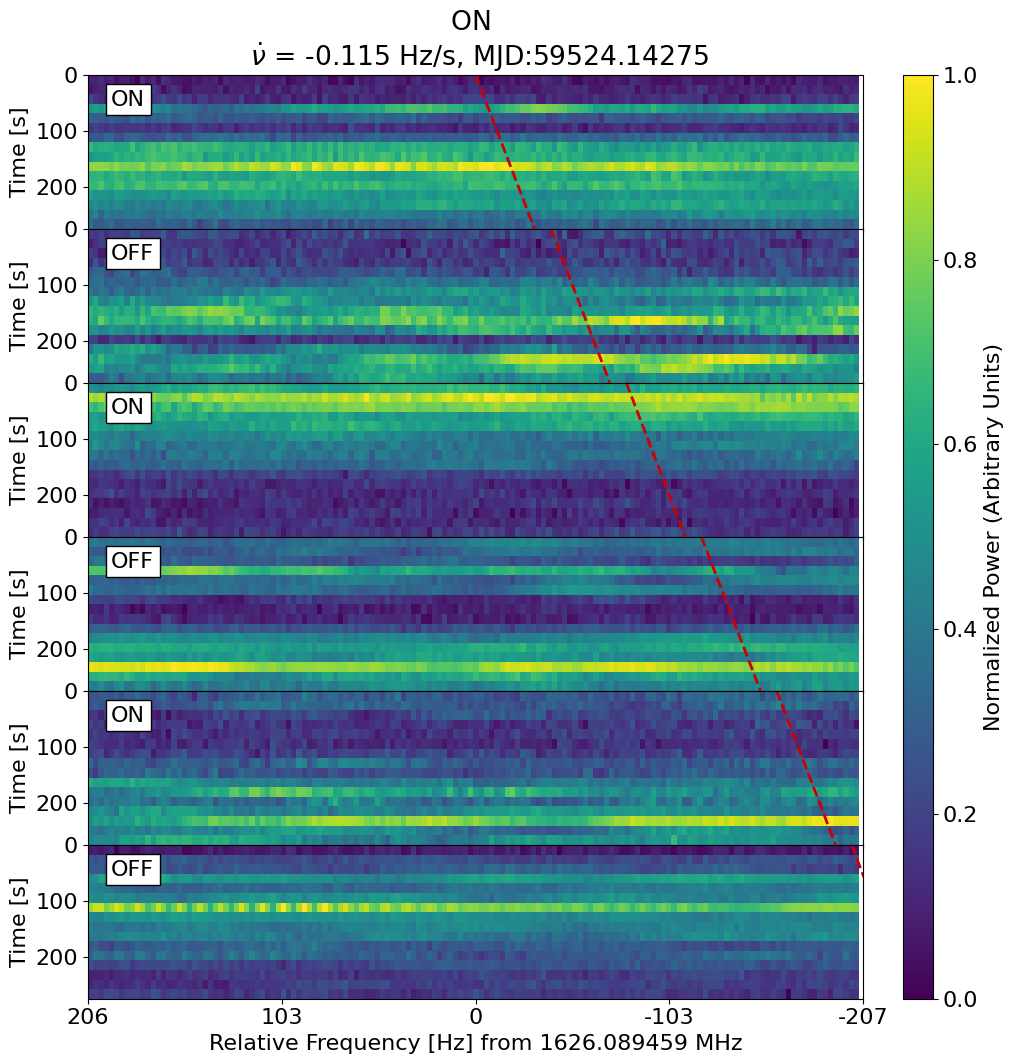 ON
ν̇ = -0.115 Hz/s, MJD:59524.14275
ON
OFF
ON
OFF
ON
OFF
Time [s]
0
100
200
Time [s]
0
100
200
Time [s]
0
100
200
Time [s]
0
100
200
Time [s]
0
100
200
Time [s]
0
100
200
206
103
0
-103
-207
Relative Frequency [Hz] from 1626.089459 MHz
1.0
0.8
0.6
0.4
0.2
0.0
Normalized Power (Arbitrary Units)